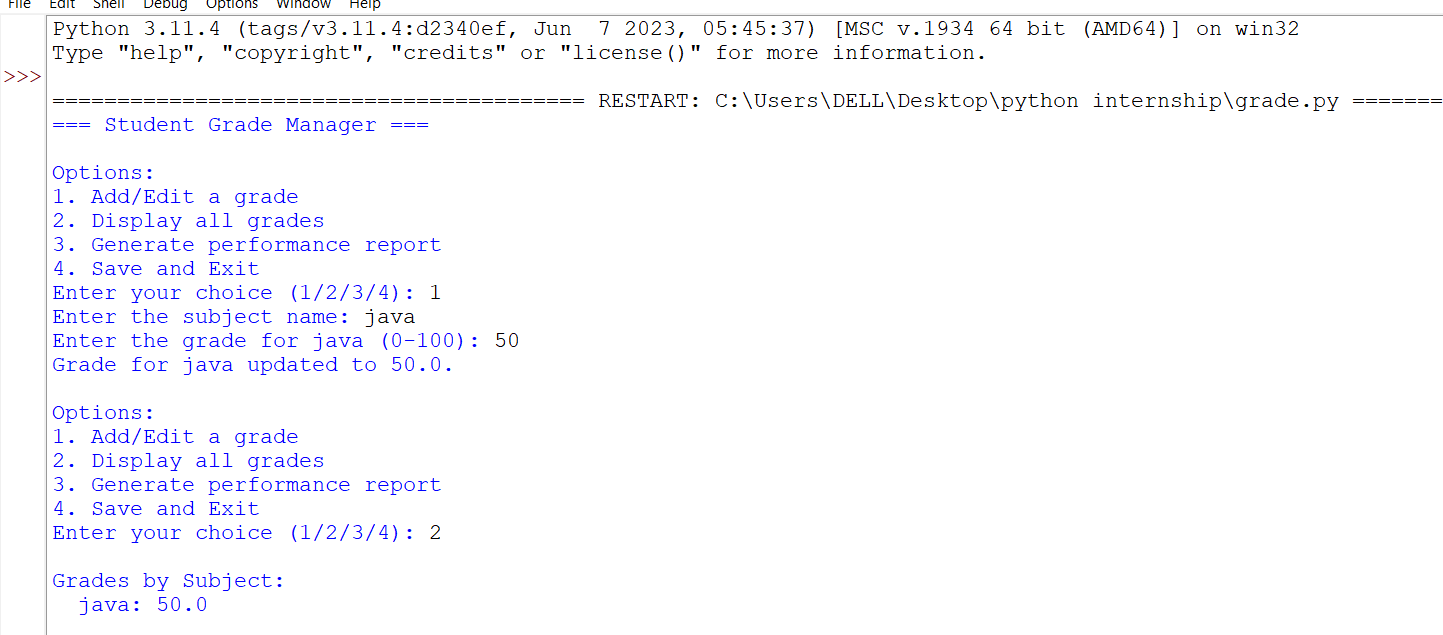 File Edit Shell Debug Options Window Help
Python 3.11.4 (tags/v3.11.4:d2340ef, Jun  7 2023, 05:45:37) [MSC v.1934 64 bit (AMD64)] on win32
Type "help", "copyright", "credits" or "license()" for more information.
>>>
========================================= RESTART: C:\Users\DELL\Desktop\python internship\grade.py =======
=== Student Grade Manager ===

Options:
1. Add/Edit a grade
2. Display all grades
3. Generate performance report
4. Save and Exit
Enter your choice (1/2/3/4): 1
Enter the subject name: java
Enter the grade for java (0-100): 50
Grade for java updated to 50.0.

Options:
1. Add/Edit a grade
2. Display all grades
3. Generate performance report
4. Save and Exit
Enter your choice (1/2/3/4): 2

Grades by Subject:
  java: 50.0